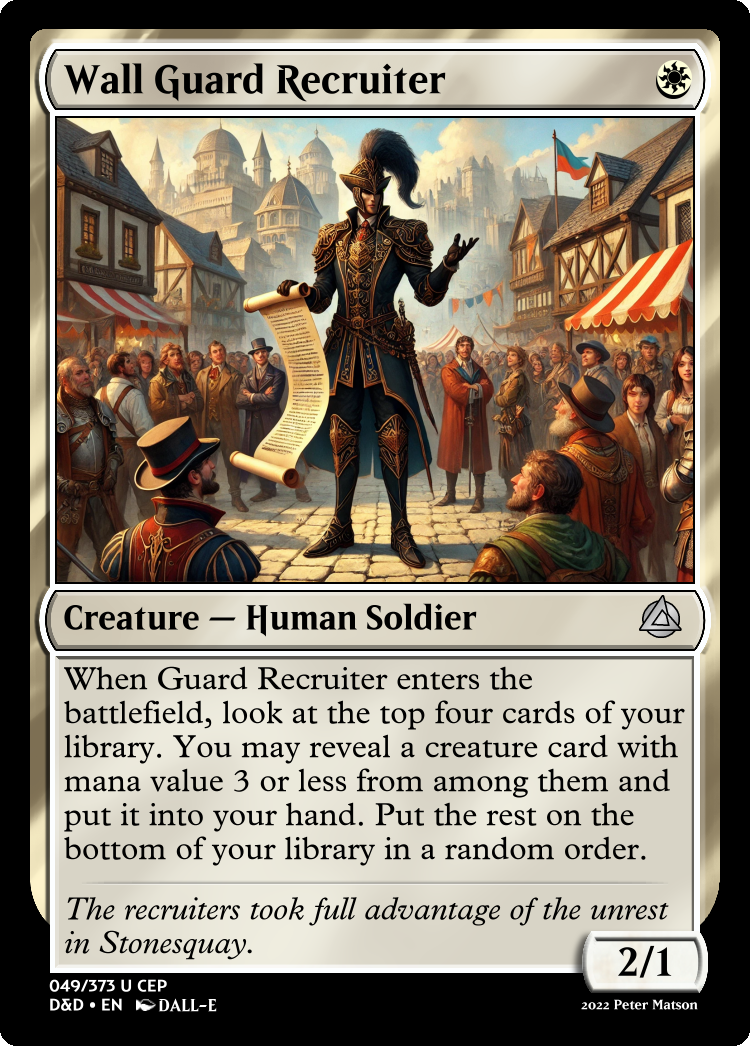 Wall Guard Recruiter
Creature — Human Soldier
When Guard Recruiter enters the
battlefield, look at the top four cards of your
library. You may reveal a creature card with
mana value 3 or less from among them and
put it into your hand. Put the rest on the
bottom of your library in a random order.
The recruiters took full advantage of the unrest
in Stonesquay.
2/1
049/373 U CEP
D&D • EN DALL-E
2022 Peter Matson